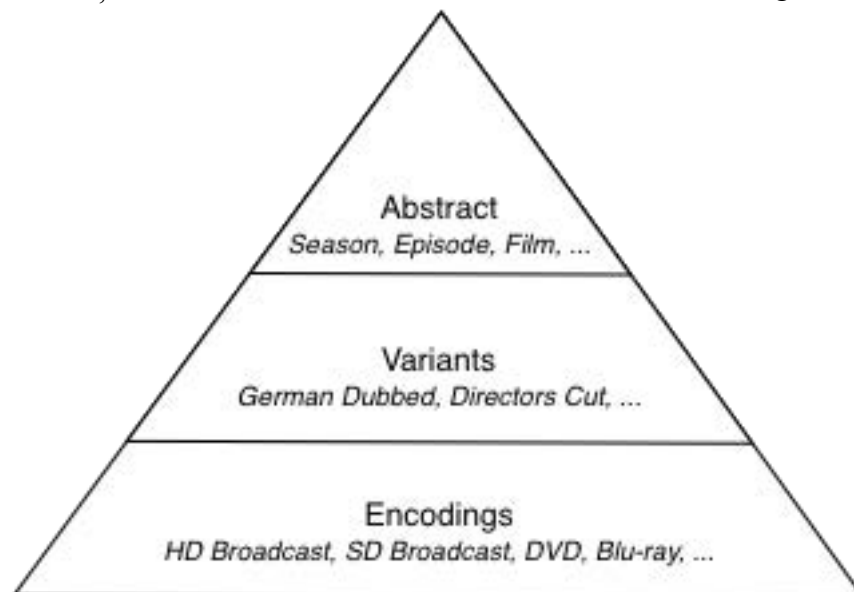 Abstract
Season, Episode, Film, ...
Variants
German Dubbed, Directors Cut, ...
Encodings
HD Broadcast, SD Broadcast, DVD, Blu-ray, ...